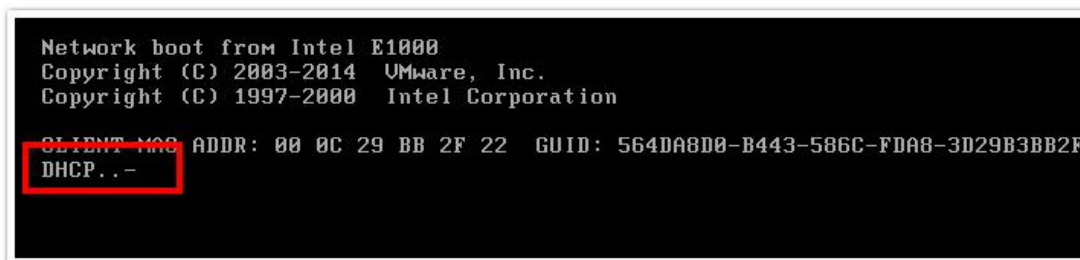 Network boot from Intel E1000
Copyright (C) 2003-2014  VMware, Inc.
Copyright (C) 1997-2000  Intel Corporation
CLIENT MAC ADDR: 00 0C 29 BB 2F 22  GUID: 564DA8D0-B443-586C-FDA8-3D29B3BB2F
DHCP..-